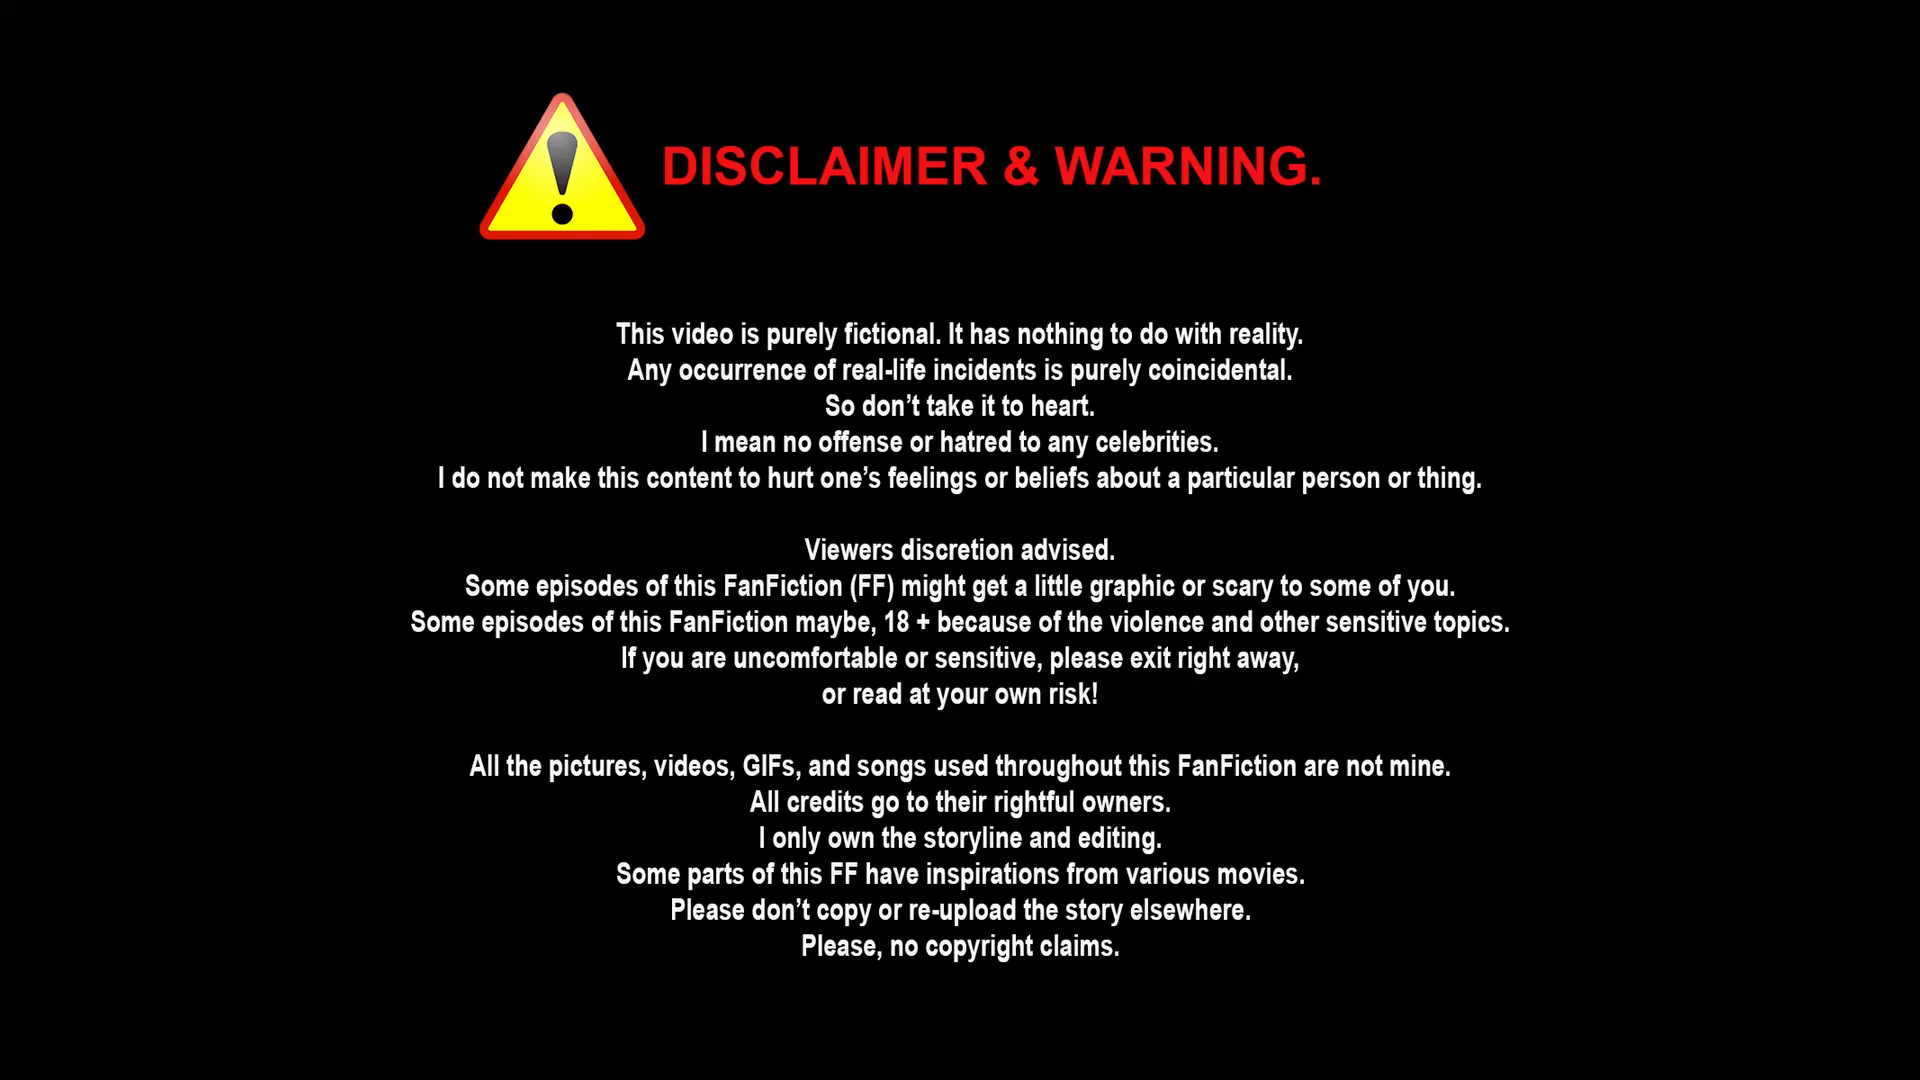 DISCLAIMER & WARNING.
This video is purely fictional. It has nothing to do with reality.
Any occurrence of real-life incidents is purely coincidental.
So don’t take it to heart.
I mean no offense or hatred to any celebrities.
I do not make this content to hurt one’s feelings or beliefs about a particular person or thing.
Viewers discretion advised.
Some episodes of this FanFiction (FF) might get a little graphic or scary to some of you.
Some episodes of this FanFiction maybe, 18 + because of the violence and other sensitive topics.
If you are uncomfortable or sensitive, please exit right away,
or read at your own risk!
All the pictures, videos, GIFs, and songs used throughout this FanFiction are not mine.
All credits go to their rightful owners.
I only own the storyline and editing.
Some parts of this FF have inspirations from various movies.
Please don’t copy or re-upload the story elsewhere.
Please, no copyright claims.